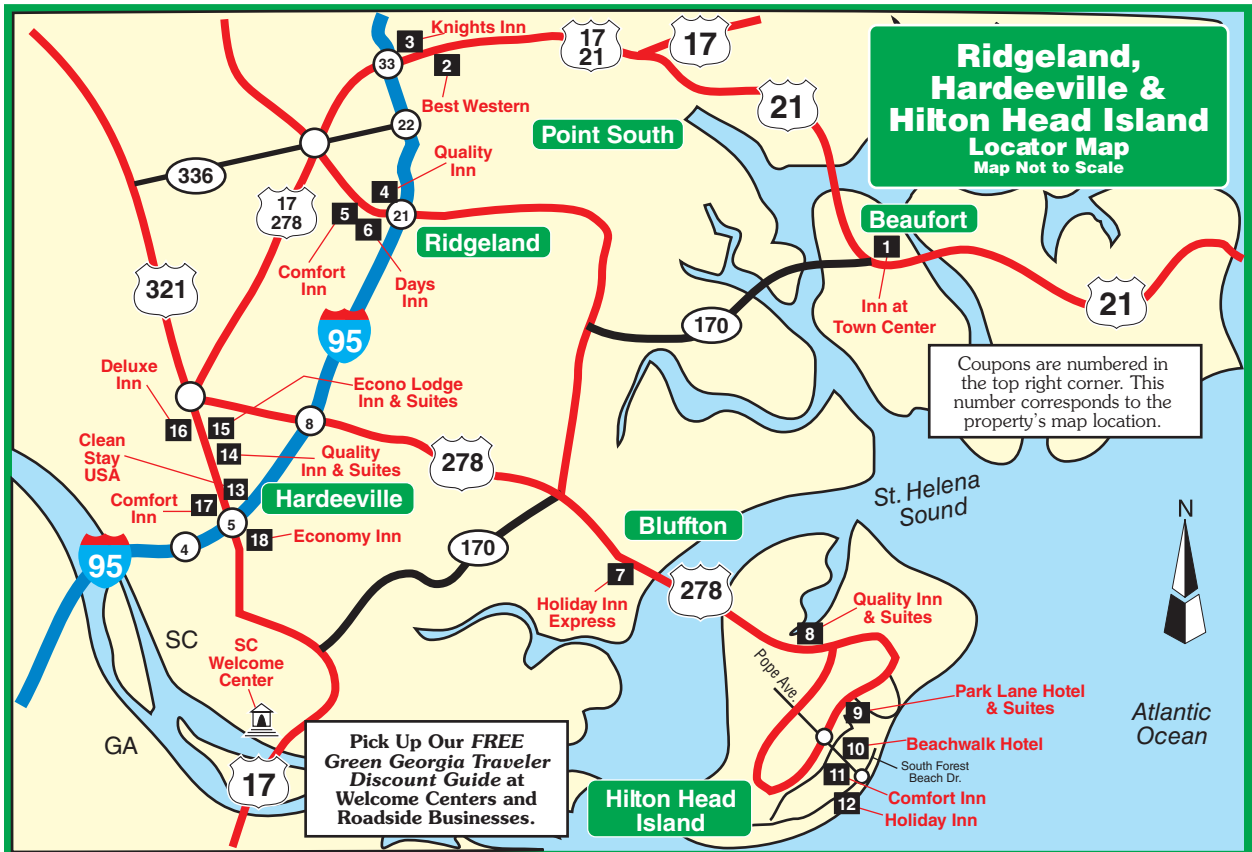 Ridgeland,
Hardeeville &
Hilton Head Island
Locator Map
Map Not to Scale
3
Knights Inn
33
2
Best Western
17
21
17
21
22
Point South
336
Quality
Inn
4
17
278
5
6
21
Ridgeland
Comfort
Inn
Days
Inn
Beaufort
1
Inn at
Town Center
21
321
95
170
Coupons are numbered in
the top right corner. This
number corresponds to the
property's map location.
Deluxe
Inn
Econo Lodge
Inn & Suites
16
15
8
Clean
Stay
USA
14
Quality
Inn & Suites
278
13
Hardeeville
Comfort
Inn
17
5
18
Economy Inn
4
95
170
St. Helena
Sound
Bluffton
N
7
Holiday Inn
Express
278
Quality Inn
& Suites
8
SC
SC
Welcome
Center
GA
17
Pope Ave.
Park Lane Hotel
& Suites
9
10
Beachwalk Hotel
South Forest
Beach Dr.
11
Comfort Inn
12
Holiday Inn
Atlantic
Ocean
Pick Up Our FREE
Green Georgia Traveler
Discount Guide at
Welcome Centers and
Roadside Businesses.
Hilton Head
Island